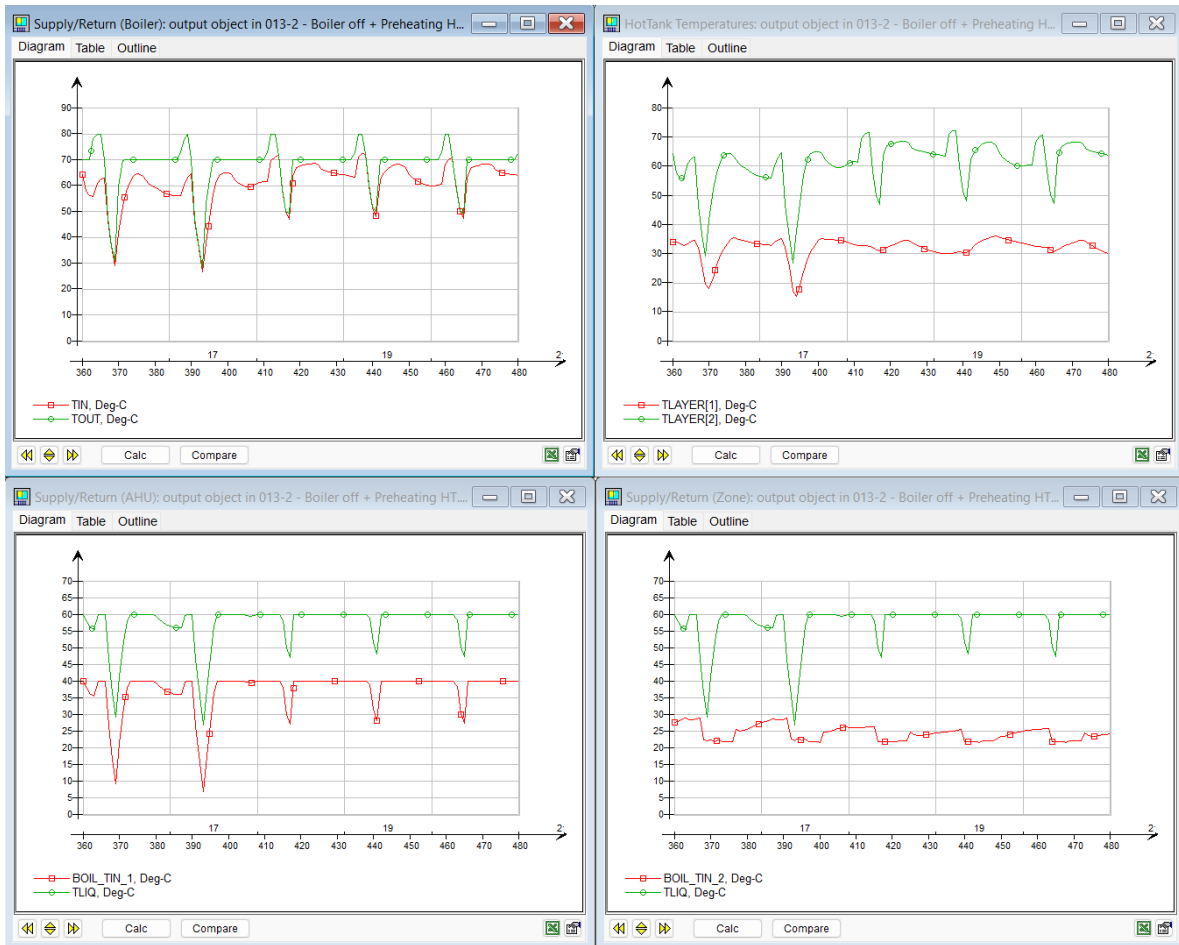 Supply/Return (Boiler): output object in 013-2 - Boiler off + Preheating H...
Diagram Table Outline
90
80
70
60
50
40
30
20
10
0
17 19 2:
360 370 380 390 400 410 420 430 440 450 460 470 480
TIN, Deg-C
TOUT, Deg-C
Calc Compare
HotTank Temperatures: output object in 013-2 - Boiler off + Preheating HT...
Diagram Table Outline
80
70
60
50
40
30
20
10
0
17 19 2:
360 370 380 390 400 410 420 430 440 450 460 470 480
TLAYER[1], Deg-C
TLAYER[2], Deg-C
Calc Compare
Supply/Return (AHU): output object in 013-2 - Boiler off + Preheating HT....
Diagram Table Outline
70
65
60
55
50
45
40
35
30
25
20
15
10
5
0
17 19 2:
360 370 380 390 400 410 420 430 440 450 460 470 480
BOIL_TIN_1, Deg-C
TLIQ, Deg-C
Calc Compare
Supply/Return (Zone): output object in 013-2 - Boiler off + Preheating HT...
Diagram Table Outline
70
65
60
55
50
45
40
35
30
25
20
15
10
5
0
17 19 2:
360 370 380 390 400 410 420 430 440 450 460 470 480
BOIL_TIN_2, Deg-C
TLIQ, Deg-C
Calc Compare